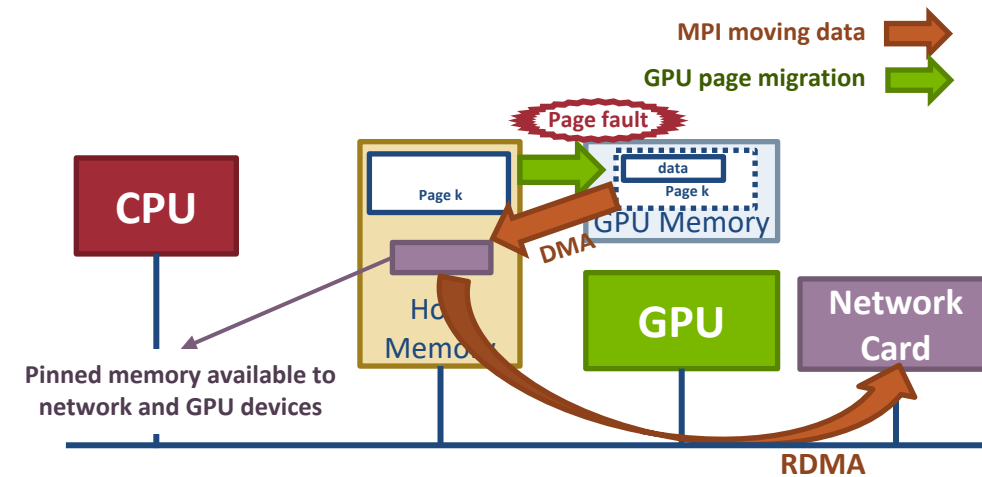 MPI moving data
GPU page migration
Page fault
CPU
Page k
data
Page k
GPU Memory
DMA
Memory
GPU
Network
Card
Pinned memory available to
network and GPU devices
RDMA